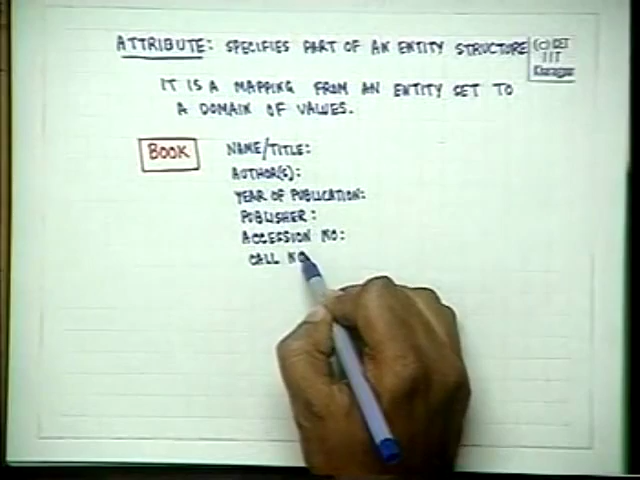 ATTRIBUTE: SPECIFIES PART OF AN ENTITY STRUCTURE
(c) CET
IIT
Kharagpur
IT IS A MAPPING FROM AN ENTITY SET TO
A DOMAIN OF VALUES.
BOOK
NAME/TITLE:
AUTHOR(S):
YEAR OF PUBLICATION:
PUBLISHER:
ACCESSION NO:
CALL NO